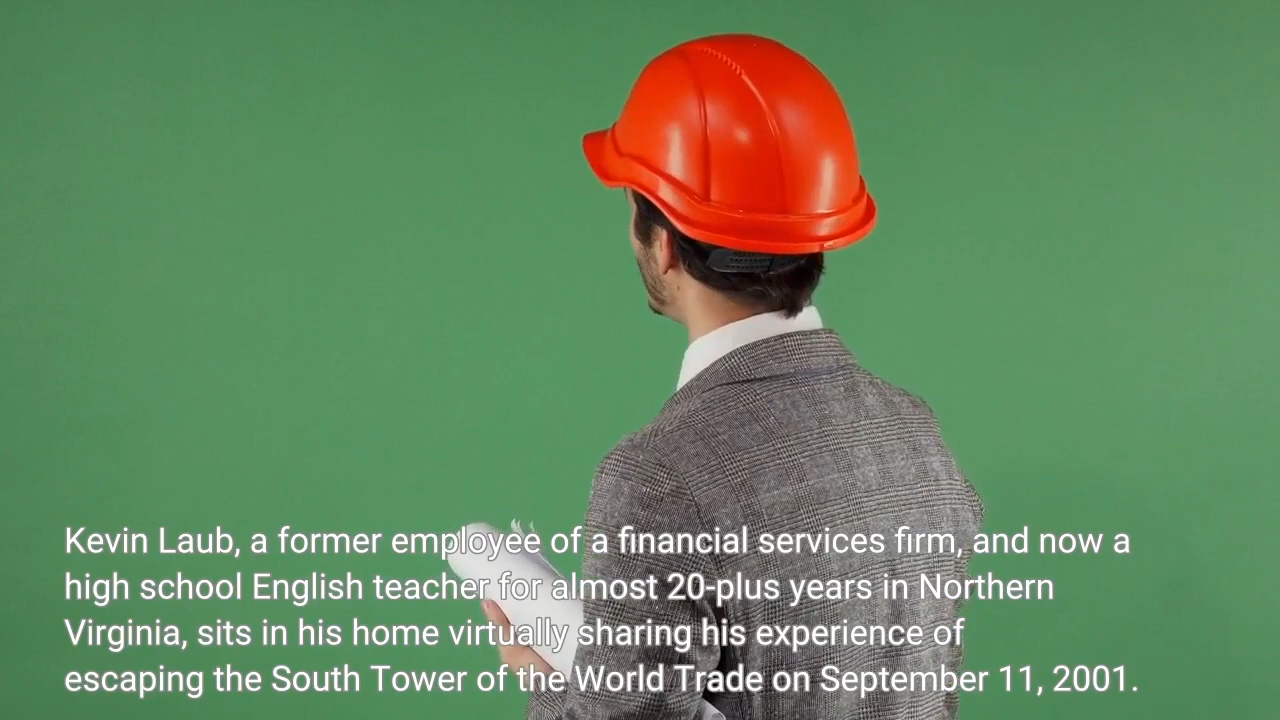 Kevin Laub, a former employee of a financial services firm, and now a
high school English teacher for almost 20-plus years in Northern
Virginia, sits in his home virtually sharing his experience of
escaping the South Tower of the World Trade on September 11, 2001.